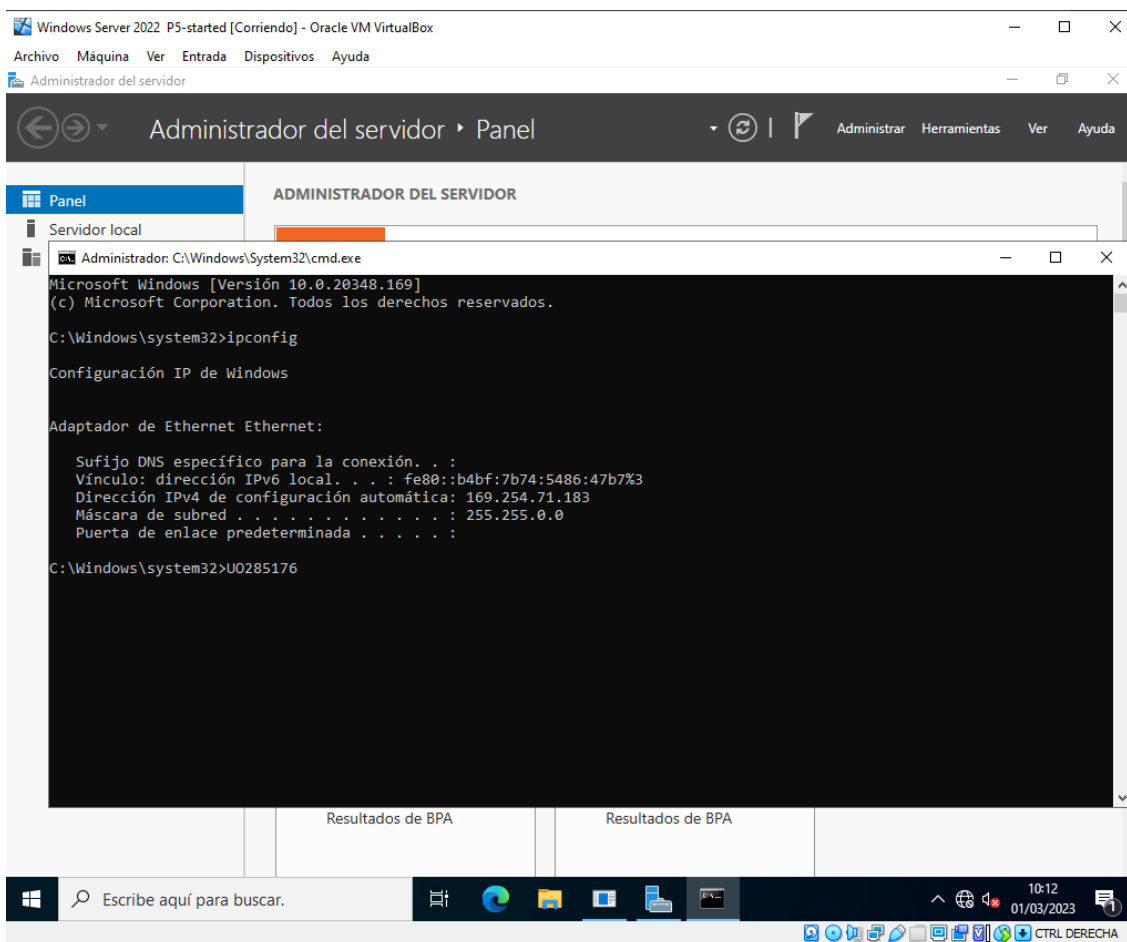 Windows Server 2022 P5-started [Corriendo] - Oracle VM VirtualBox
Archivo Máquina Ver Entrada Dispositivos Ayuda
Administrador del servidor
Administrador del servidor ‣ Panel
Administrar Herramientas Ver Ayuda
Panel
ADMINISTRADOR DEL SERVIDOR
Servidor local
Administrador: C:\Windows\System32\cmd.exe
Microsoft Windows [Versión 10.0.20348.169]
(c) Microsoft Corporation. Todos los derechos reservados.
C:\Windows\system32>ipconfig
Configuración IP de Windows
Adaptador de Ethernet Ethernet:
Sufijo DNS específico para la conexión. . :
Vínculo: dirección IPv6 local. . . : fe80::b4bf:7b74:5486:47b7%3
Dirección IPv4 de configuración automática: 169.254.71.183
Máscara de subred . . . . . . . . . . . . : 255.255.0.0
Puerta de enlace predeterminada . . . . . :
C:\Windows\system32>UO285176
Resultados de BPA Resultados de BPA
Escribe aquí para buscar.
10:12
01/03/2023
1
CTRL DERECHA